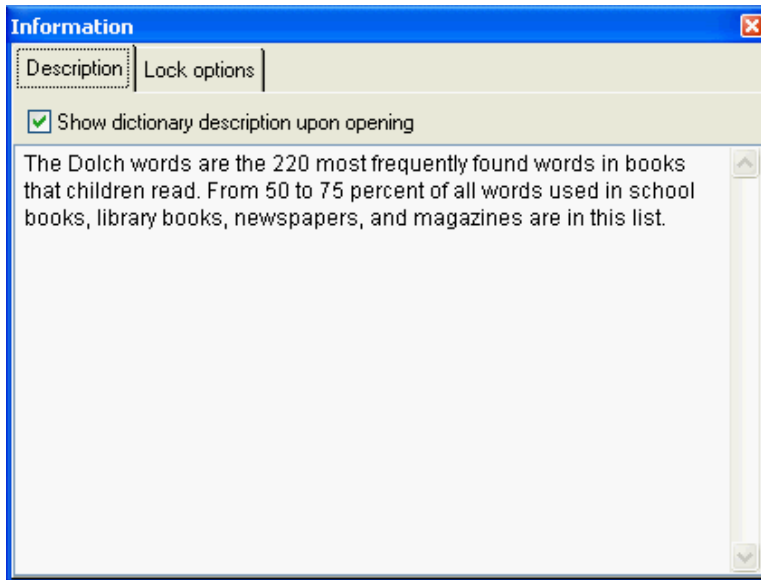 Information
Description Lock options
Show dictionary description upon opening
The Dolch words are the 220 most frequently found words in books
that children read. From 50 to 75 percent of all words used in school
books, library books, newspapers, and magazines are in this list.